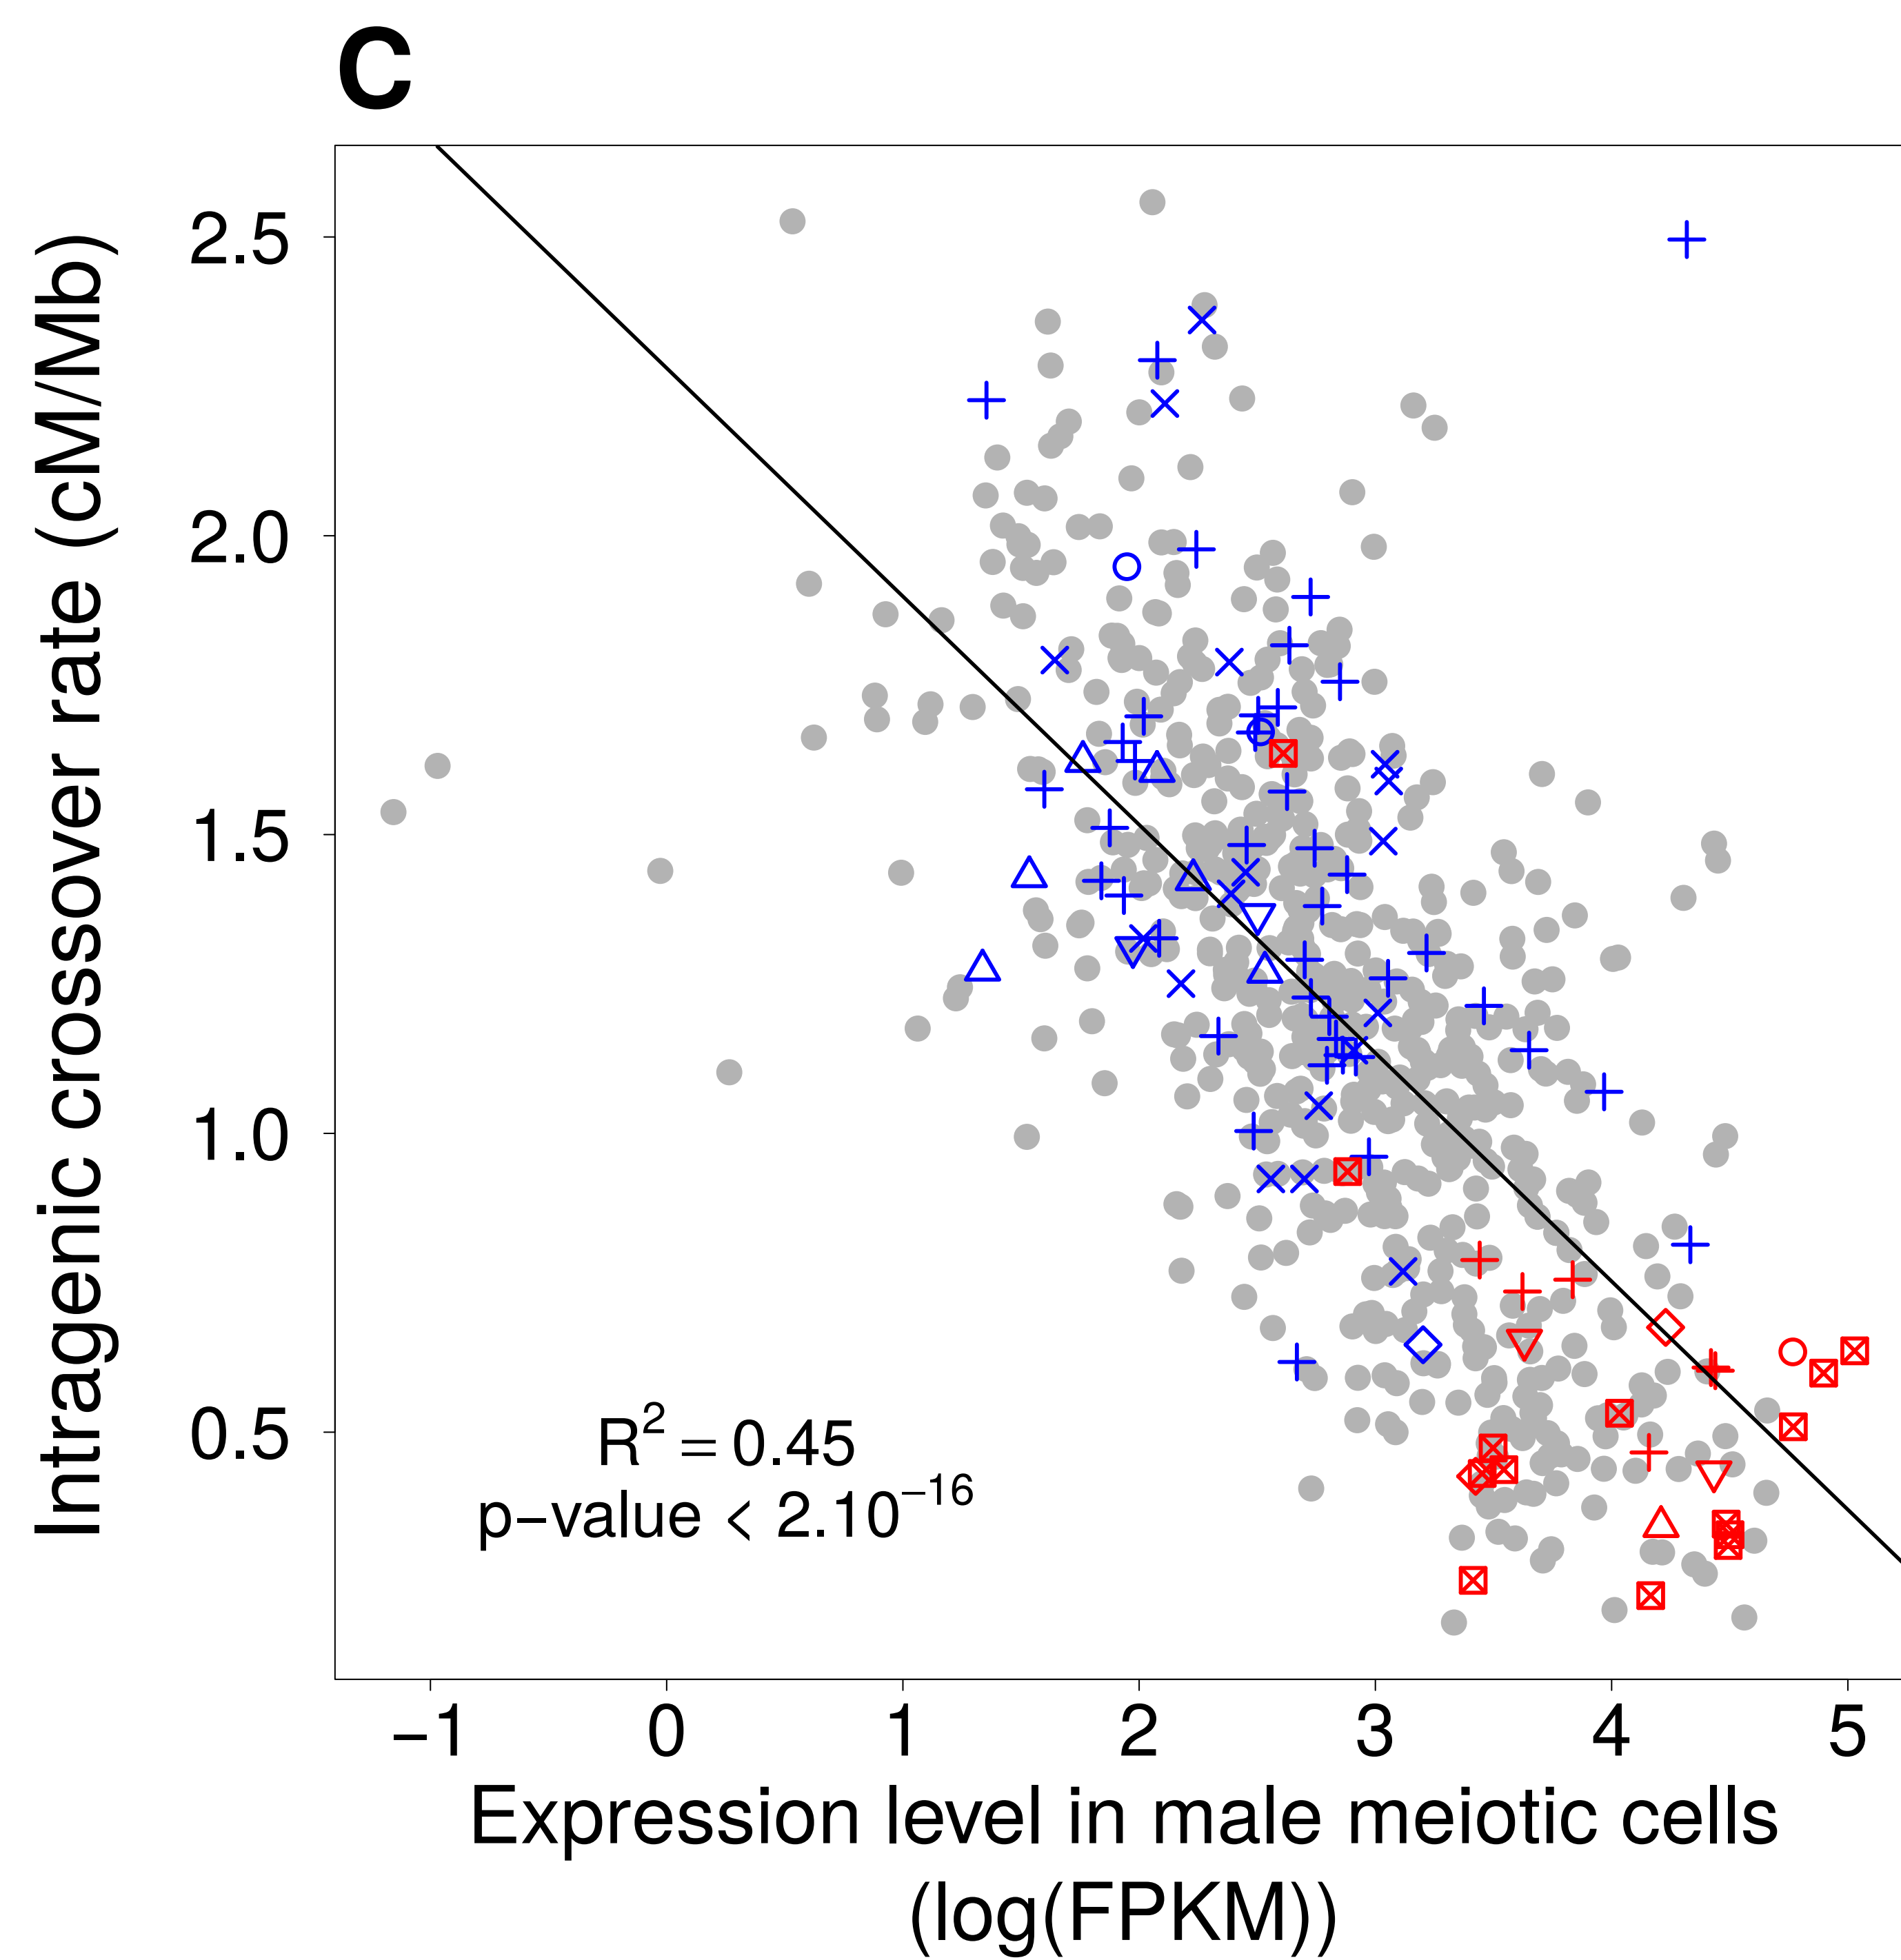 C
Intragenic crossover rate (cM/Mb)
2.5
2.0
1.5
1.0
0.5
R² = 0.45
p−value < 2.10⁻¹⁶
−1 0 1 2 3 4 5
Expression level in male meiotic cells
(log(FPKM))